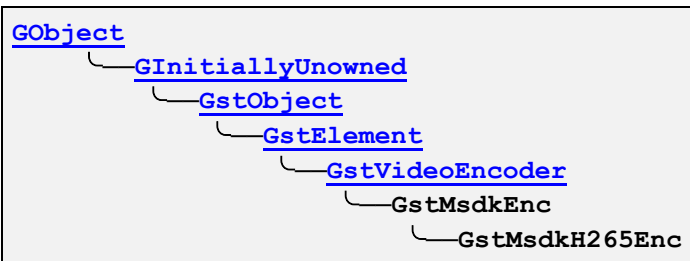 GObject
GInitiallyUnowned
GstObject
GstElement
GstVideoEncoder
GstMsdkEnc
GstMsdkH265Enc